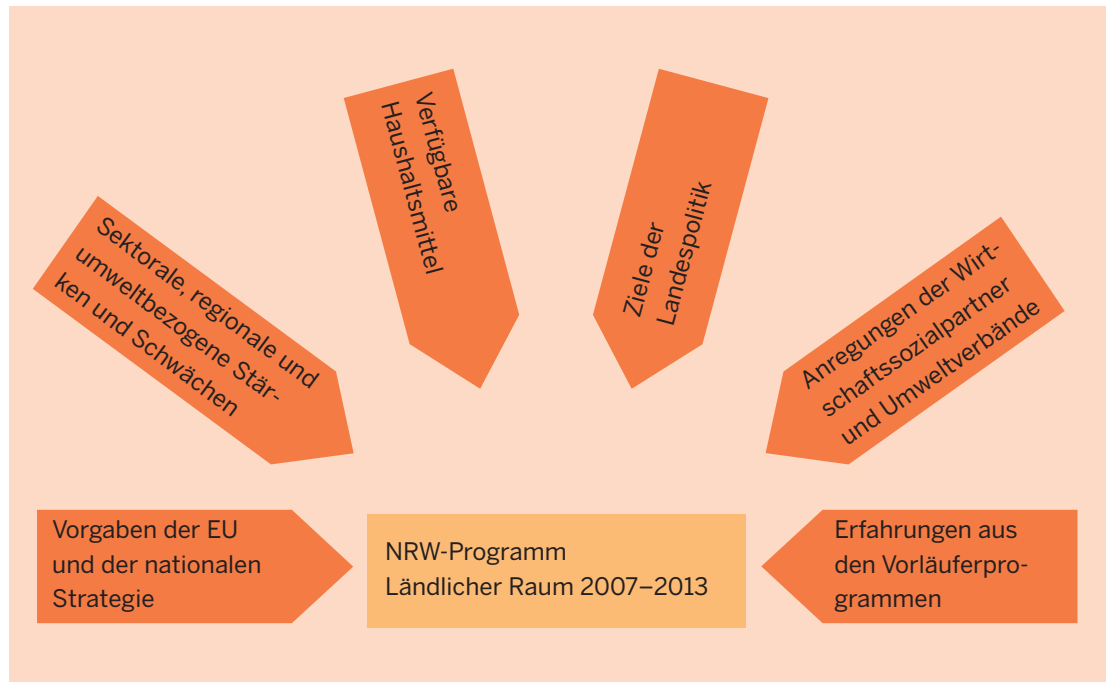 Verfügbare
Haushaltsmittel
Ziele der
Landespolitik
Sektorale, regionale und
umweltbezogene Stär-
ken und Schwächen
Anregungen der Wirt-
schaftssozialpartner
und Umweltverbände
Vorgaben der EU
und der nationalen
Strategie
NRW-Programm
Ländlicher Raum 2007–2013
Erfahrungen aus
den Vorläuferpro-
grammen